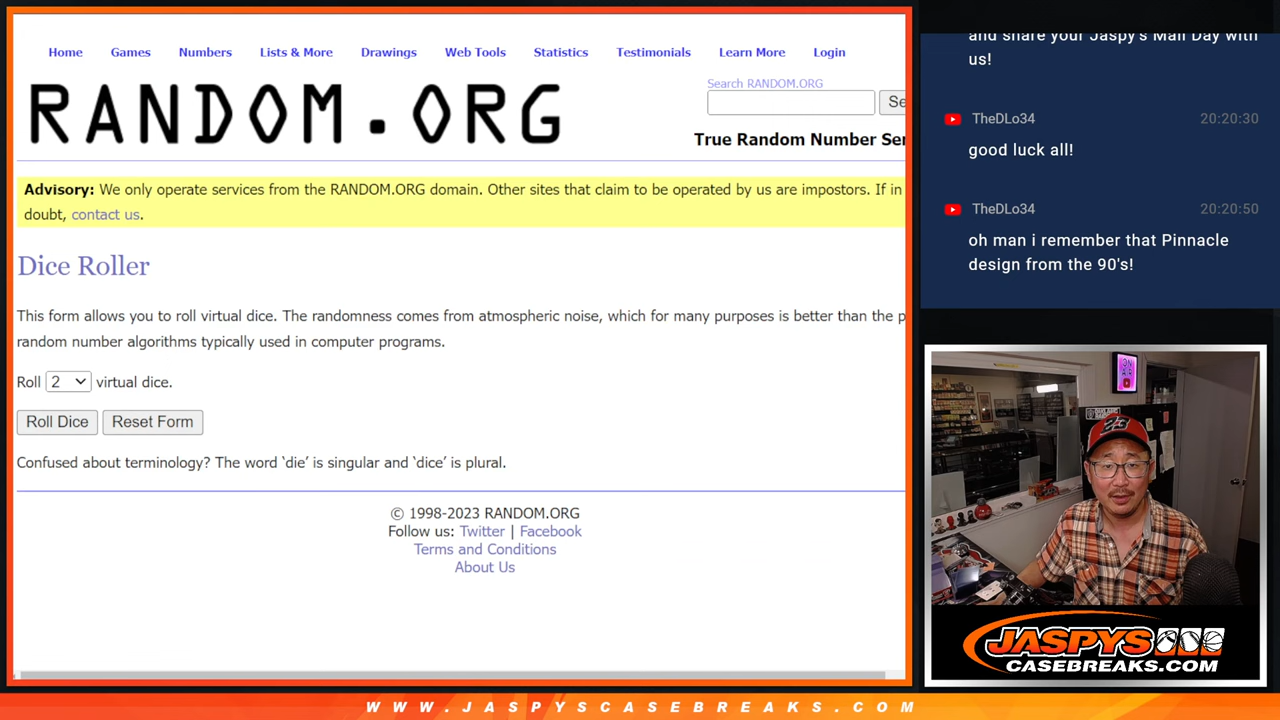 Home Games Numbers Lists & More Drawings Web Tools Statistics Testimonials Learn More Login
RANDOM.ORG
Search RANDOM.ORG
Se
True Random Number Ser
Advisory: We only operate services from the RANDOM.ORG domain. Other sites that claim to be operated by us are impostors. If in
doubt, contact us.
Dice Roller
This form allows you to roll virtual dice. The randomness comes from atmospheric noise, which for many purposes is better than the p
random number algorithms typically used in computer programs.
Roll 2 virtual dice.
Roll Dice Reset Form
Confused about terminology? The word ‘die’ is singular and ‘dice’ is plural.
© 1998-2023 RANDOM.ORG
Follow us: Twitter | Facebook
Terms and Conditions
About Us
and share your Jaspy's Mail Day with
us!
TheDLo34 20:20:30
good luck all!
TheDLo34 20:20:50
oh man i remember that Pinnacle
design from the 90's!
ON
AIR
23
JASPYS
CASEBREAKS.COM
WWW.JASPYSCASEBREAKS.COM